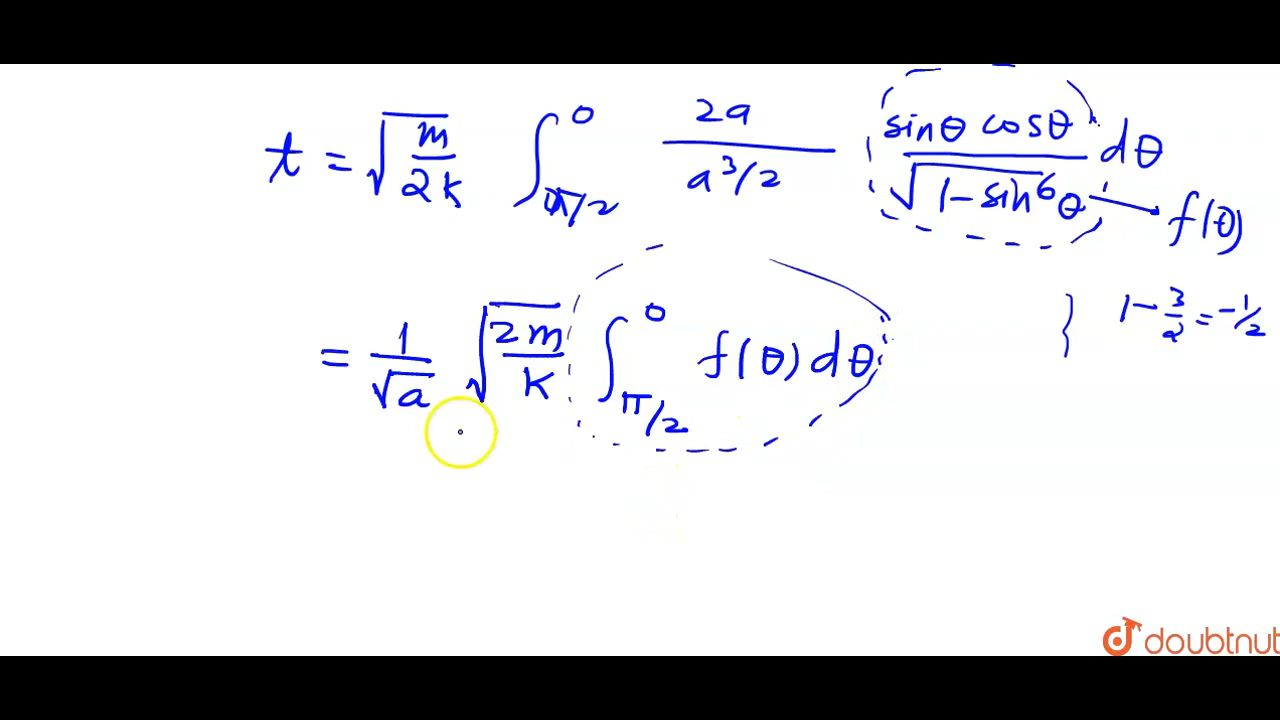 t = √(m/2k) ∫_{π/2}^{0} 2a/a^{3/2} sinθ cosθ/√(1-sin⁶θ) dθ → f(θ)
= 1/√a √(2m/k) ∫_{π/2}^{0} f(θ) dθ } 1-3/2 = -1/2
doubtnut